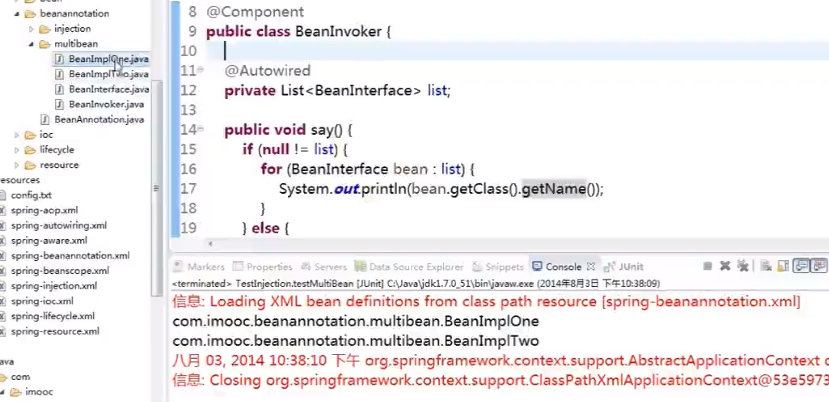 beanannotation
injection
multibean
BeanImplOne.java
BeanImplTwo.java
BeanInterface.java
BeanInvoker.java
BeanAnnotation.java
ioc
lifecycle
resource
resources
config.txt
spring-aop.xml
spring-autowiring.xml
spring-aware.xml
spring-beanannotation.xml
spring-beanscope.xml
spring-injection.xml
spring-ioc.xml
spring-lifecycle.xml
spring-resource.xml
java
com
imooc
8 @Component
9 public class BeanInvoker {
10
11 @Autowired
12 private List<BeanInterface> list;
13
14 public void say() {
15 if (null != list) {
16 for (BeanInterface bean : list) {
17 System.out.println(bean.getClass().getName());
18 }
19 } else {
Markers Properties Servers Data Source Explorer Snippets Console JUnit
<terminated> TestInjection.testMultiBean [JUnit] C:\Java\jdk1.7.0_51\bin\javaw.exe (2014年8月3日 下午10:38:09)
信息: Loading XML bean definitions from class path resource [spring-beanannotation.xml]
com.imooc.beanannotation.multibean.BeanImplOne
com.imooc.beanannotation.multibean.BeanImplTwo
八月 03, 2014 10:38:10 下午 org.springframework.context.support.AbstractApplicationContext
信息: Closing org.springframework.context.support.ClassPathXmlApplicationContext@53e5973